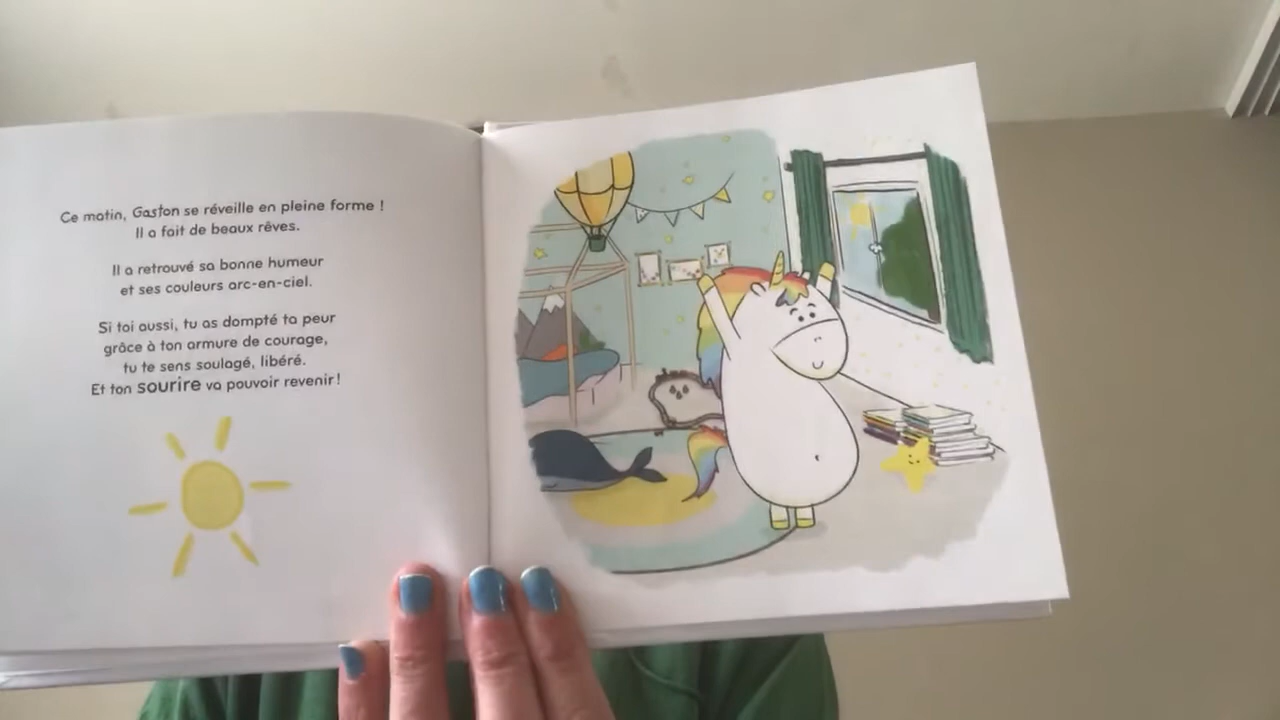 Ce matin, Gaston se réveille en pleine forme !
Il a fait de beaux rêves.
Il a retrouvé sa bonne humeur
et ses couleurs arc-en-ciel.
Si toi aussi, tu as dompté ta peur
grâce à ton armure de courage,
tu te sens soulagé, libéré.
Et ton sourire va pouvoir revenir !